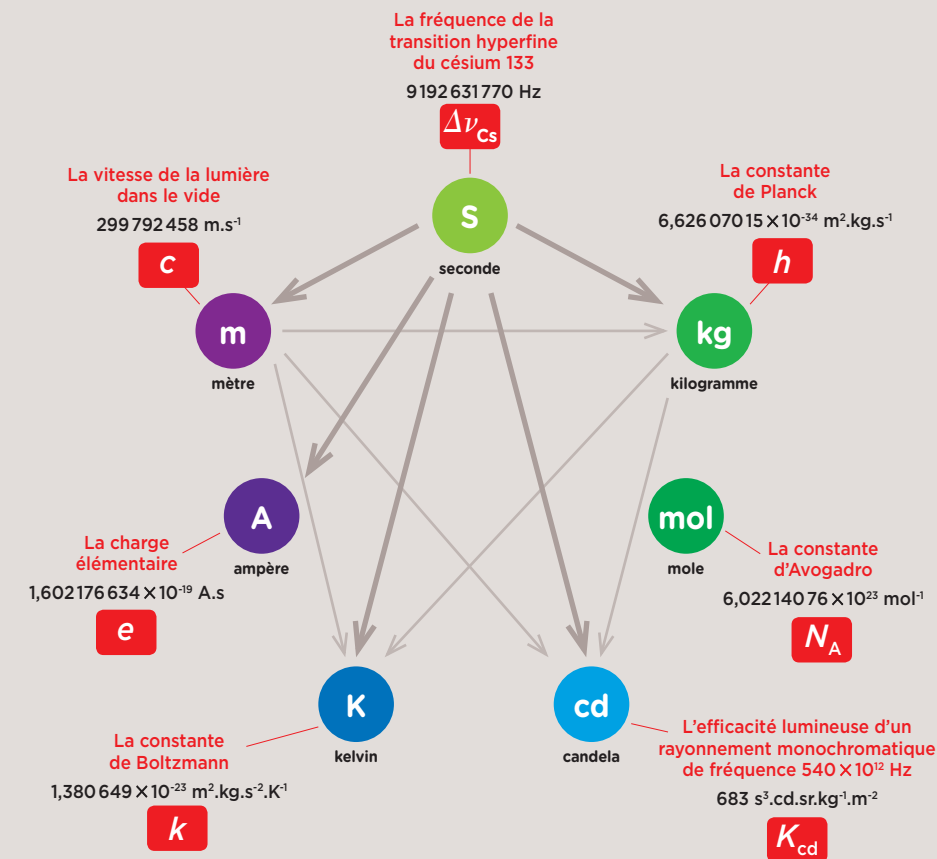 La fréquence de la
transition hyperfine
du césium 133
9 192 631 770 Hz
Δν_Cs
S
seconde
La vitesse de la lumière
dans le vide
299 792 458 m.s⁻¹
c
m
mètre
La constante
de Planck
6,626 070 15 × 10⁻³⁴ m².kg.s⁻¹
h
kg
kilogramme
A
ampère
La charge
élémentaire
1,602 176 634 × 10⁻¹⁹ A.s
e
mol
mole
La constante
d'Avogadro
6,022 140 76 × 10²³ mol⁻¹
N_A
K
kelvin
La constante
de Boltzmann
1,380 649 × 10⁻²³ m².kg.s⁻².K⁻¹
k
cd
candela
L'efficacité lumineuse d'un
rayonnement monochromatique
de fréquence 540 × 10¹² Hz
683 s³.cd.sr.kg⁻¹.m⁻²
K_cd